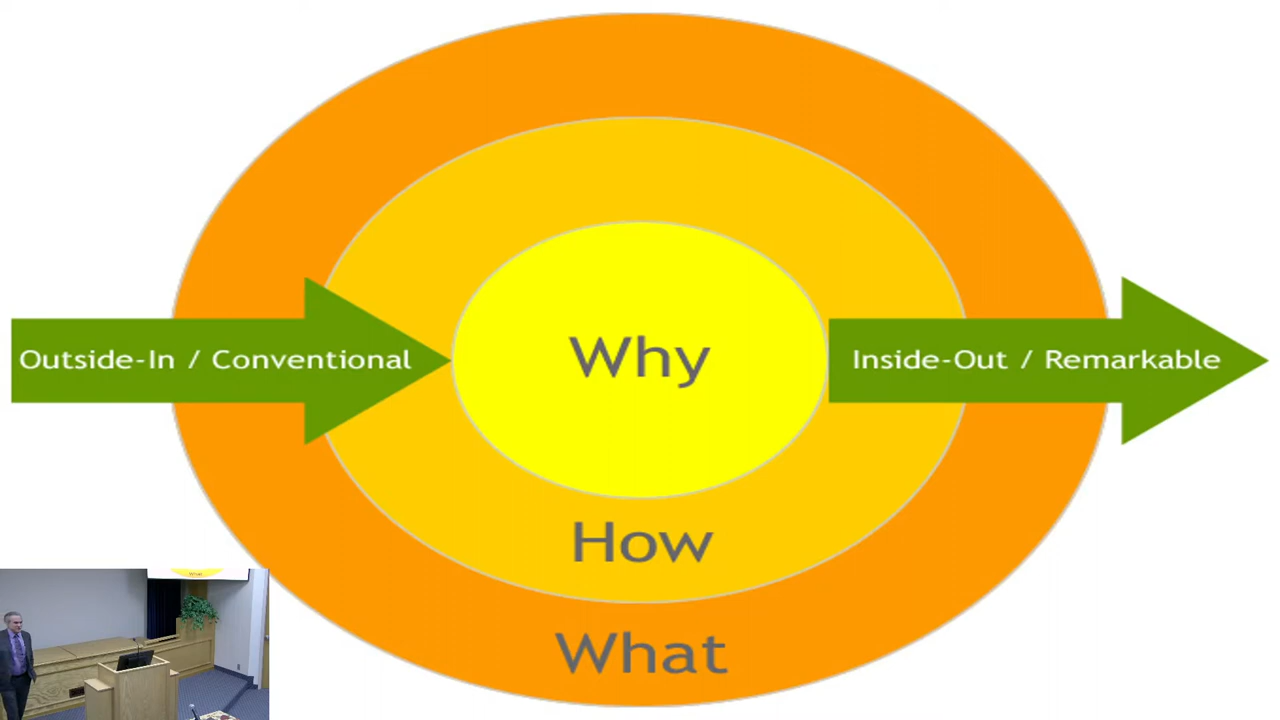 Outside-In / Conventional
Why
Inside-Out / Remarkable
How
What